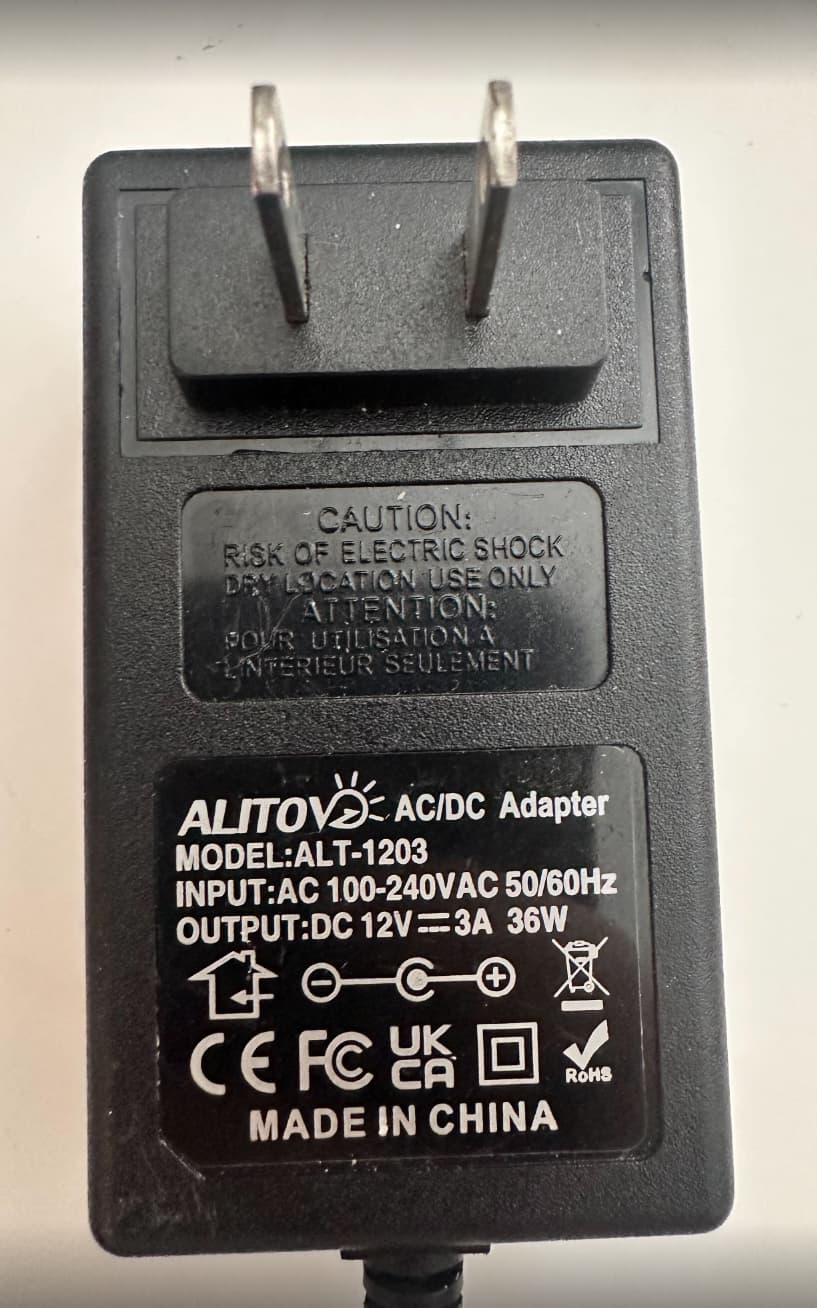 CAUTION:
RISK OF ELECTRIC SHOCK
DRY LOCATION USE ONLY
ATTENTION:
POUR UTILISATION A
L'INTERIEUR SEULEMENT
ALITOVE AC/DC Adapter
MODEL:ALT-1203
INPUT:AC 100-240VAC 50/60Hz
OUTPUT:DC 12V⎓3A 36W
CE FC UK CA RoHS
MADE IN CHINA